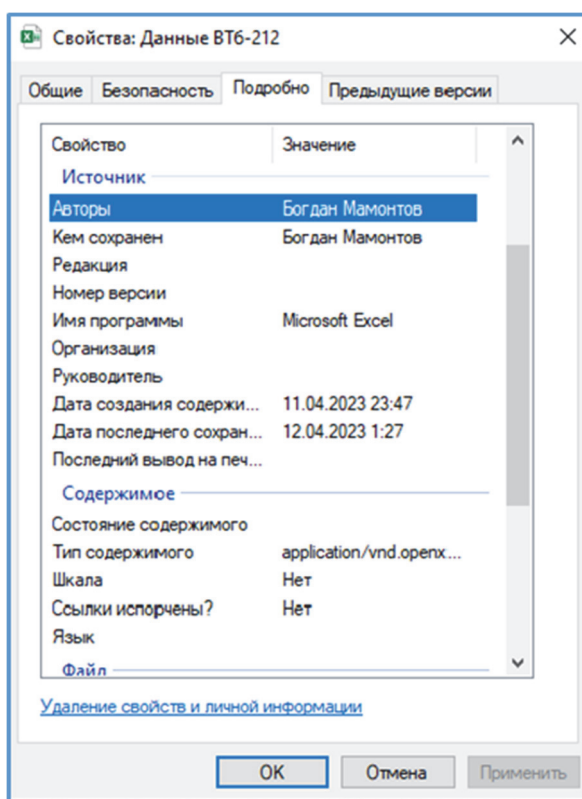 Свойства: Данные ВТб-212
Общие Безопасность Подробно Предыдущие версии
Свойство Значение
Источник
Авторы Богдан Мамонтов
Кем сохранен Богдан Мамонтов
Редакция
Номер версии
Имя программы Microsoft Excel
Организация
Руководитель
Дата создания содержи... 11.04.2023 23:47
Дата последнего сохран... 12.04.2023 1:27
Последний вывод на печ...
Содержимое
Состояние содержимого
Тип содержимого application/vnd.openx...
Шкала Нет
Ссылки испорчены? Нет
Язык
Файл
Удаление свойств и личной информации
OK Отмена Применить